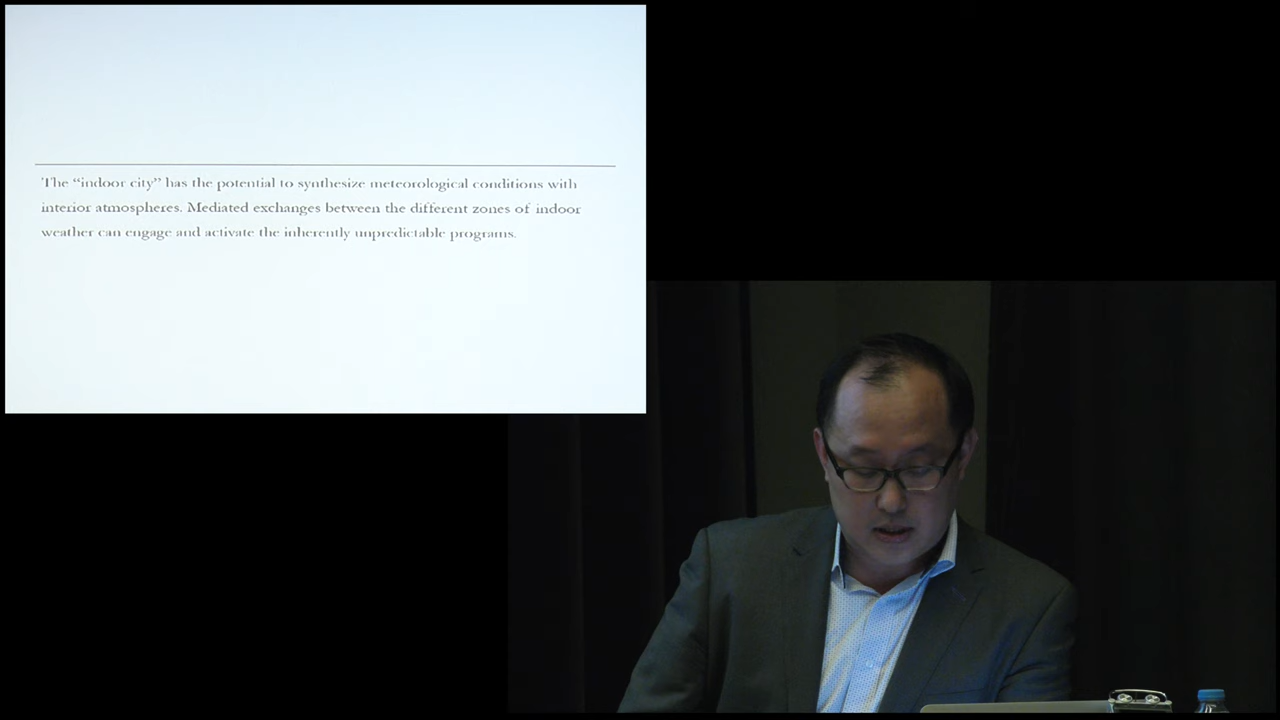 The “indoor city” has the potential to synthesize meteorological conditions with
interior atmospheres. Mediated exchanges between the different zones of indoor
weather can engage and activate the inherently unpredictable programs.